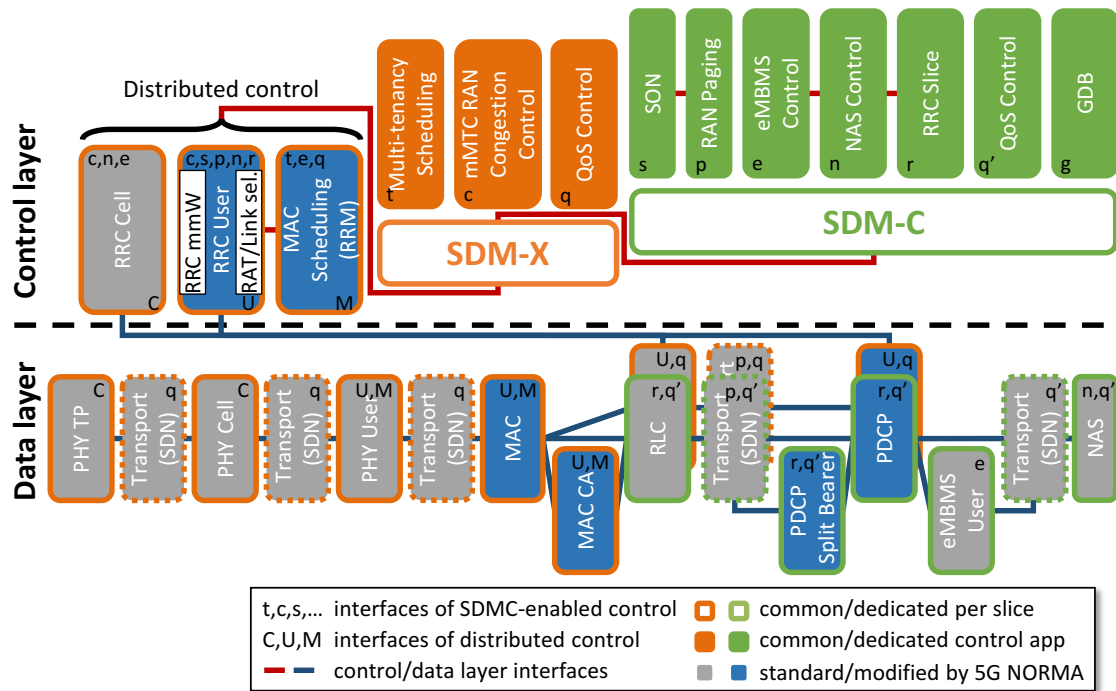 Control layer
Distributed control
c,n,e
RRC Cell
C
c,s,p,n,r
RRC mmW
RRC User
RAT/Link sel.
U
t,e,q
MAC
Scheduling
(RRM)
M
Multi-tenancy
Scheduling
t
mMTC RAN
Congestion
Control
c
QoS Control
q
SDM-X
SON
s
RAN Paging
p
eMBMS
Control
e
NAS Control
n
RRC Slice
r
QoS Control
q'
GDB
g
SDM-C
Data layer
C
PHY TP
q
Transport
(SDN)
C
PHY Cell
q
Transport
(SDN)
U,M
PHY User
q
Transport
(SDN)
U,M
MAC
U,M
MAC CA
U,q
r,q'
RLC
p,q
p,q'
Transport
(SDN)
r,q'
PDCP
Split Bearer
U,q
r,q'
PDCP
e
eMBMS
User
q'
Transport
(SDN)
n,q'
NAS
t,c,s,... interfaces of SDMC-enabled control
C,U,M interfaces of distributed control
control/data layer interfaces
common/dedicated per slice
common/dedicated control app
standard/modified by 5G NORMA